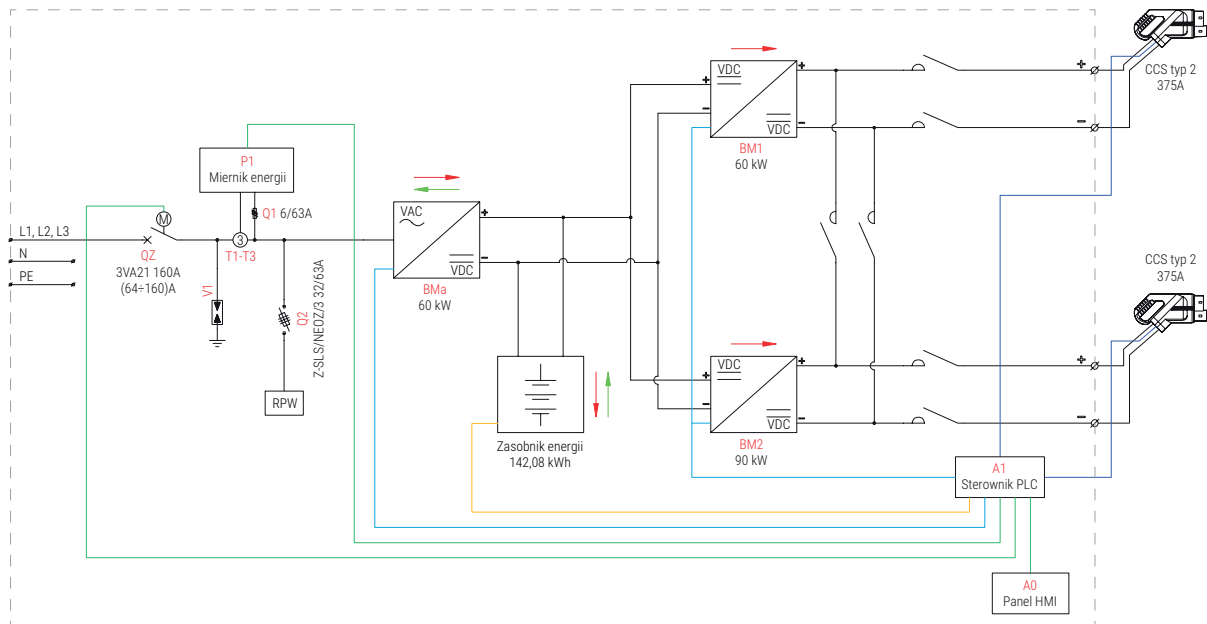 L1, L2, L3
N
PE
QZ
3VA21 160A
(64÷160)A
M
P1
Miernik energii
Q1 6/63A
3
T1-T3
V1
Q2
Z-SLS/NEOZ/3 32/63A
RPW
VAC
VDC
+
-
BMa
60 kW
Zasobnik energii
142,08 kWh
VDC
VDC
+
-
+
-
BM1
60 kW
VDC
VDC
+
-
+
-
BM2
90 kW
+
-
CCS typ 2
375A
+
-
CCS typ 2
375A
A1
Sterownik PLC
A0
Panel HMI